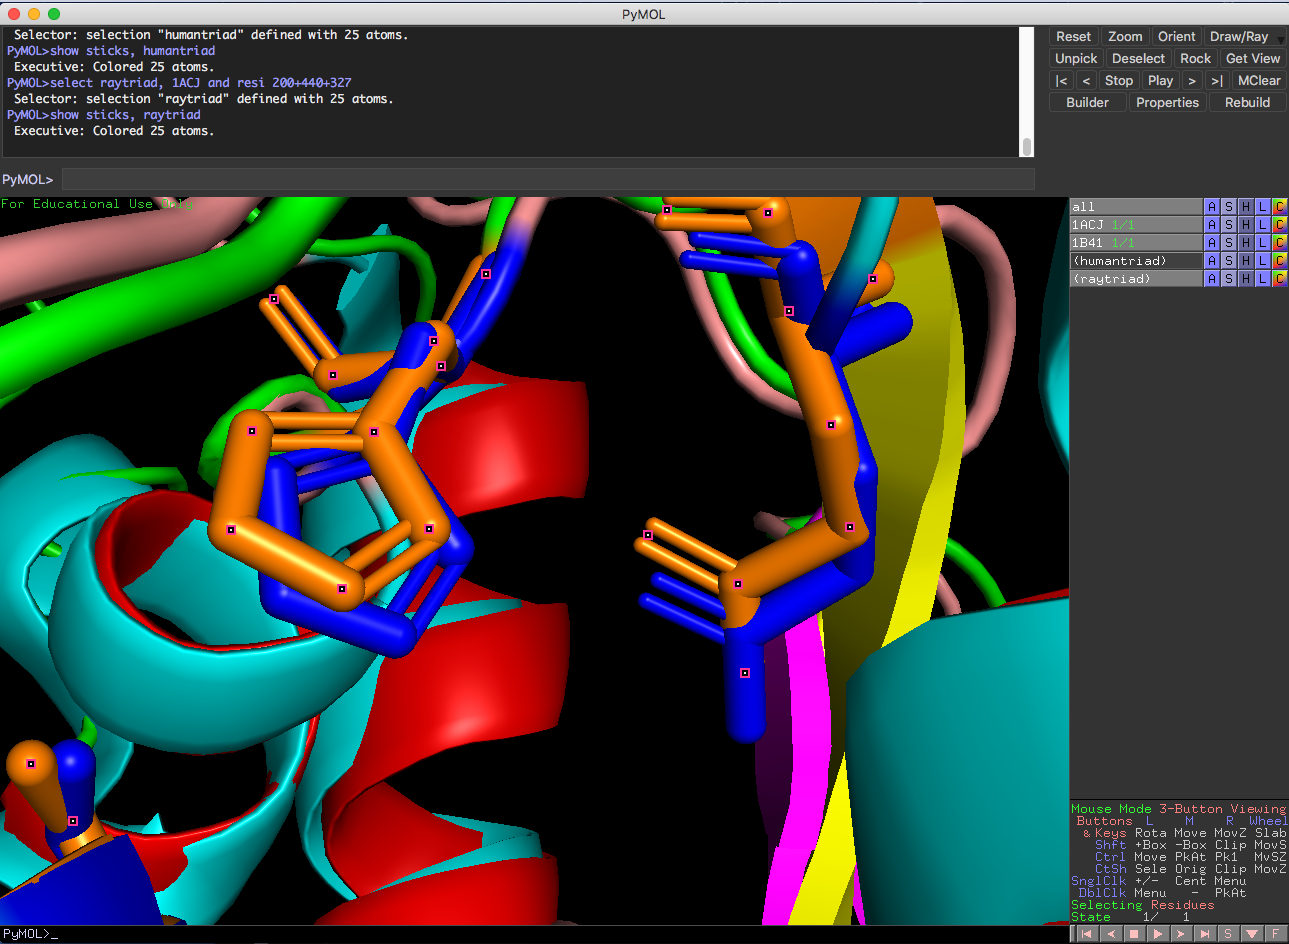 PyMOL
Selector: selection "humantriad" defined with 25 atoms.
PyMOL>show sticks, humantriad
Executive: Colored 25 atoms.
PyMOL>select raytriad, 1ACJ and resi 200+440+327
Selector: selection "raytriad" defined with 25 atoms.
PyMOL>show sticks, raytriad
Executive: Colored 25 atoms.
PyMOL>
Reset Zoom Orient Draw/Ray
Unpick Deselect Rock Get View
|< < Stop Play > >| MClear
Builder Properties Rebuild
For Educational Use Only
all A S H L C
1ACJ 1/1 A S H L C
1B41 1/1 A S H L C
(humantriad) A S H L C
(raytriad) A S H L C
Mouse Mode 3-Button Viewing
Buttons L M R Wheel
& Keys Rota Move MovZ Slab
Shft +Box -Box Clip MovS
Ctrl Move PkAt Pk1 MvSZ
CtSh Sele Orig Clip MovZ
SnglClk +/- Cent Menu
DblClk Menu - PkAt
Selecting Residues
State 1/ 1
PyMOL>_
S F